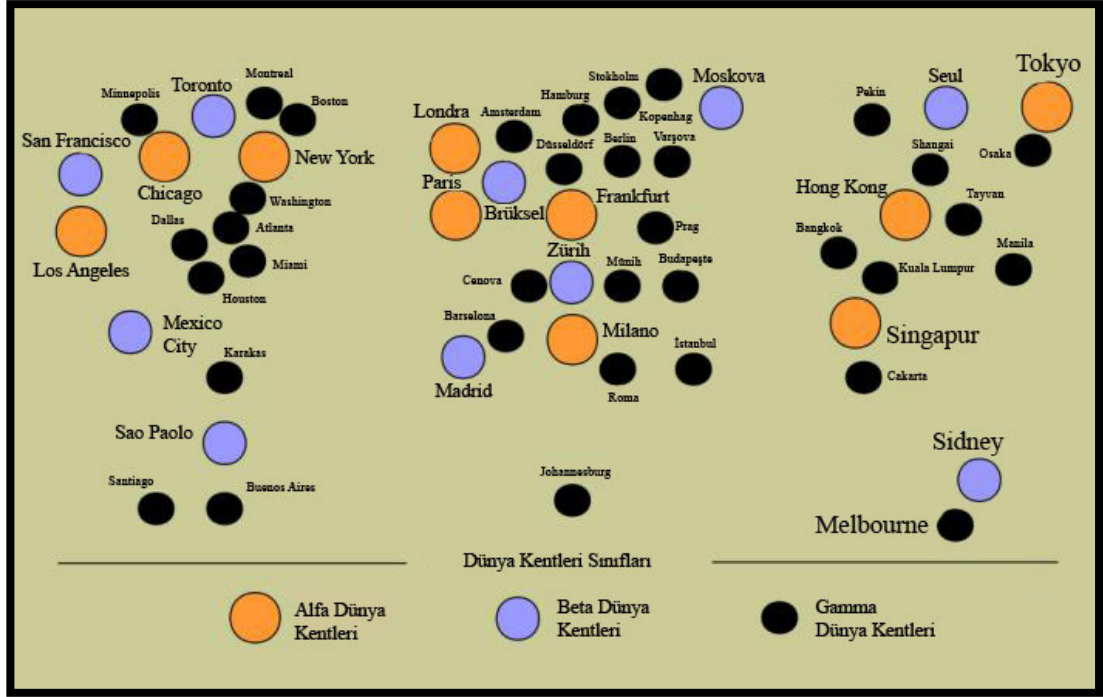 Minnepolis
Toronto
Montreal
Boston
San Francisco
Chicago
New York
Washington
Dallas
Atlanta
Los Angeles
Miami
Houston
Mexico
City
Karakas
Sao Paolo
Santiago
Buenos Aires
Londra
Amsterdam
Hamburg
Stokholm
Kopenhag
Moskova
Düsseldörf
Berlin
Varşova
Paris
Brüksel
Frankfurt
Prag
Zürih
Cenova
Münih
Budapeşte
Barselona
Milano
İstanbul
Madrid
Roma
Johannesburg
Pekin
Seul
Tokyo
Shangai
Osaka
Hong Kong
Tayvan
Bangkok
Kuala Lumpur
Manila
Singapur
Cakarta
Sidney
Melbourne
Dünya Kentleri Sınıfları
Alfa Dünya
Kentleri
Beta Dünya
Kentleri
Gamma
Dünya Kentleri